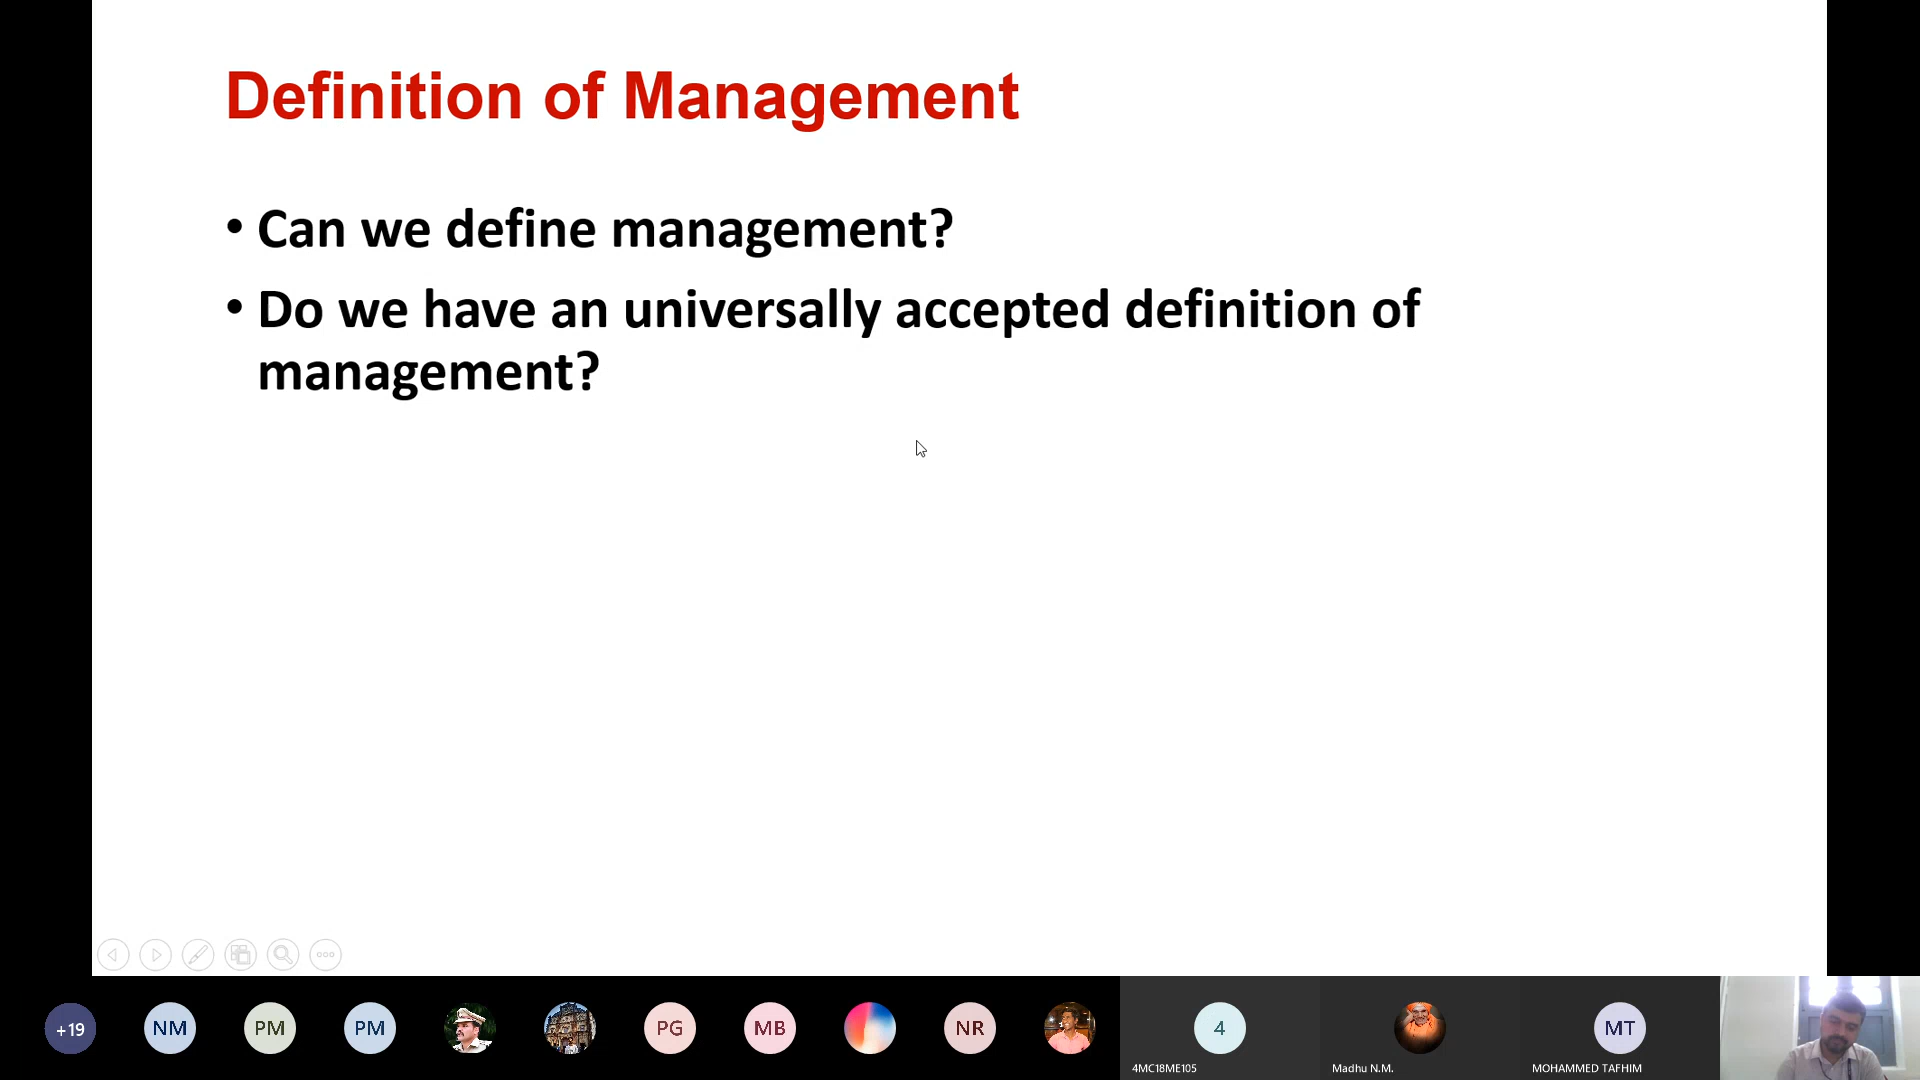 Definition of Management
• Can we define management?
• Do we have an universally accepted definition of
management?
+19
NM
PM
PM
PG
MB
NR
4
MT
4MC18ME105
Madhu N.M.
MOHAMMED TAFHIM